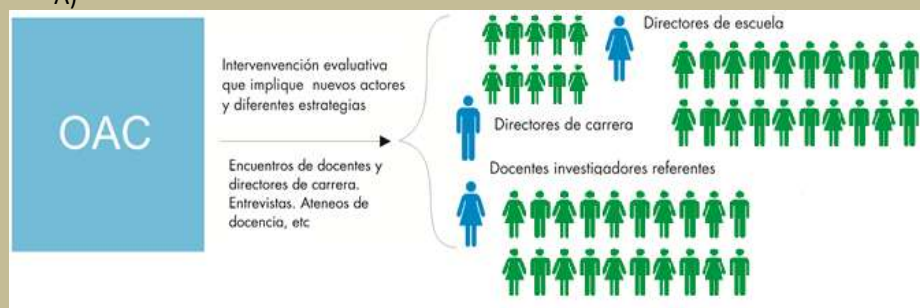 A)
OAC
Intervenvención evaluativa
que implique nuevos actores
y diferentes estrategias
Encuentros de docentes y
directores de carrera.
Entrevistas. Ateneos de
docencia, etc
Directores de escuela
Directores de carrera
Docentes investigadores referentes